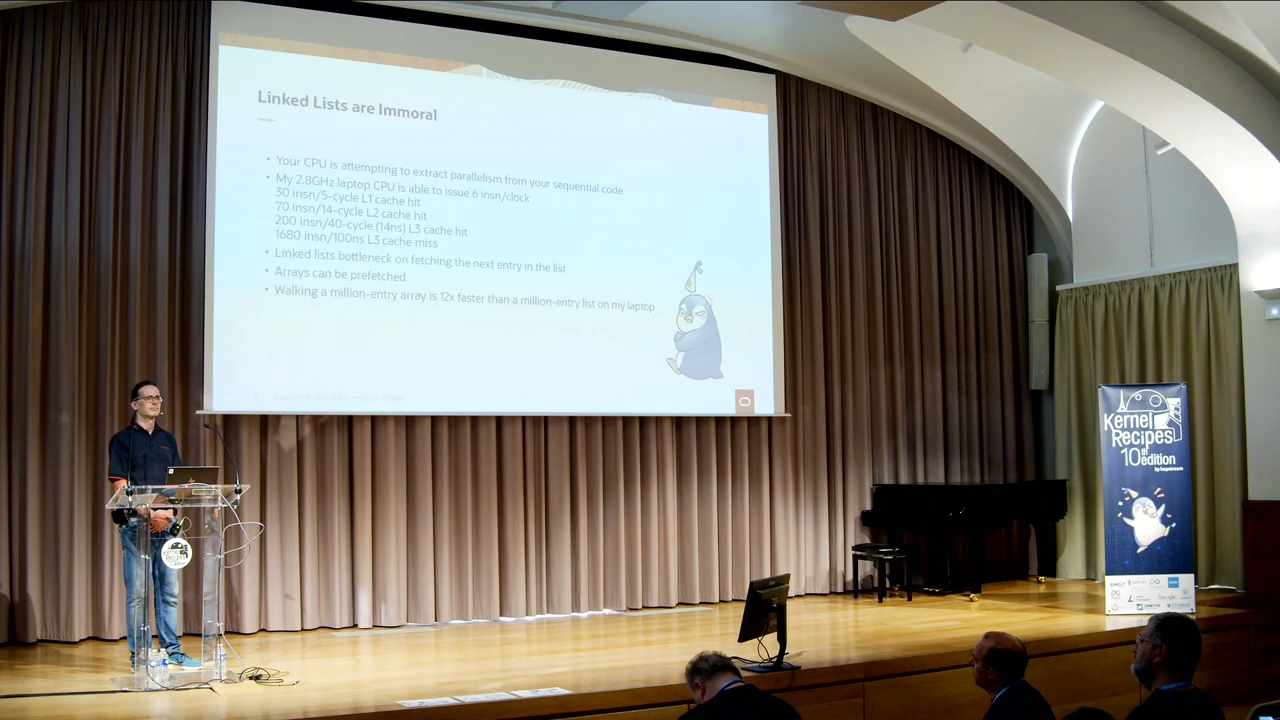 Linked Lists are Immoral
• Your CPU is attempting to extract parallelism from your sequential code
• My 2.8GHz laptop CPU is able to issue 6 insn/clock
30 insn/5-cycle L1 cache hit
70 insn/14-cycle L2 cache hit
200 insn/40-cycle (14ns) L3 cache hit
1680 insn/100ns L3 cache miss
• Linked lists bottleneck on fetching the next entry in the list
• Arrays can be prefetched
• Walking a million-entry array is 12x faster than a million-entry list on my laptop
Kernel
Recipes
10th edition
Kernel
Recipes